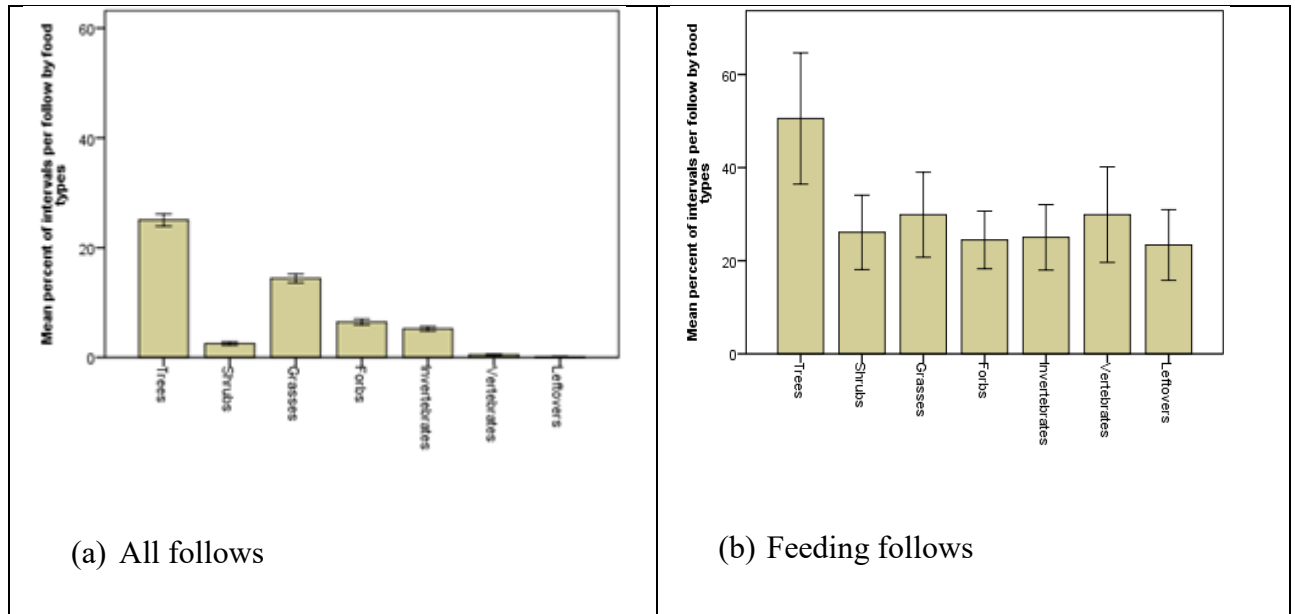 Mean percent of intervals per follow by food
types
60
40
20
0
Trees
Shrubs
Grasses
Forbs
Invertebrates
Vertebrates
Leftovers
(a) All follows
Mean percent of intervals per follow by food
types
60
40
20
0
Trees
Shrubs
Grasses
Forbs
Invertebrates
Vertebrates
Leftovers
(b) Feeding follows